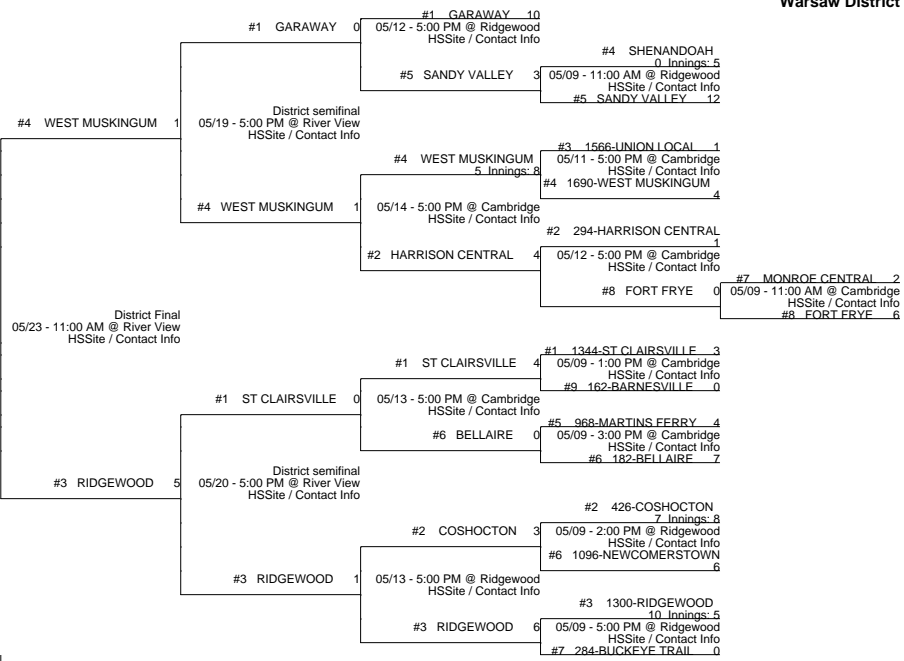 Warsaw District
#1 GARAWAY 10
#1 GARAWAY 0
05/12 - 5:00 PM @ Ridgewood
HSSite / Contact Info
#4 SHENANDOAH
0 Innings: 5
#5 SANDY VALLEY 3
05/09 - 11:00 AM @ Ridgewood
HSSite / Contact Info
#5 SANDY VALLEY 12
District semifinal
05/19 - 5:00 PM @ River View
HSSite / Contact Info
#4 WEST MUSKINGUM 1
#3 1566-UNION LOCAL 1
#4 WEST MUSKINGUM
5 Innings: 8
05/11 - 5:00 PM @ Cambridge
HSSite / Contact Info
#4 1690-WEST MUSKINGUM
4
#4 WEST MUSKINGUM 1
05/14 - 5:00 PM @ Cambridge
HSSite / Contact Info
#2 294-HARRISON CENTRAL
1
#2 HARRISON CENTRAL 4
05/12 - 5:00 PM @ Cambridge
HSSite / Contact Info
#7 MONROE CENTRAL 2
#8 FORT FRYE 0
05/09 - 11:00 AM @ Cambridge
HSSite / Contact Info
#8 FORT FRYE 6
District Final
05/23 - 11:00 AM @ River View
HSSite / Contact Info
#1 1344-ST CLAIRSVILLE 3
#1 ST CLAIRSVILLE 4
05/09 - 1:00 PM @ Cambridge
HSSite / Contact Info
#9 162-BARNESVILLE 0
#1 ST CLAIRSVILLE 0
05/13 - 5:00 PM @ Cambridge
HSSite / Contact Info
#5 968-MARTINS FERRY 4
#6 BELLAIRE 0
05/09 - 3:00 PM @ Cambridge
HSSite / Contact Info
#6 182-BELLAIRE 7
District semifinal
05/20 - 5:00 PM @ River View
HSSite / Contact Info
#3 RIDGEWOOD 5
#2 426-COSHOCTON
7 Innings: 8
#2 COSHOCTON 3
05/09 - 2:00 PM @ Ridgewood
HSSite / Contact Info
#6 1096-NEWCOMERSTOWN
6
#3 RIDGEWOOD 1
05/13 - 5:00 PM @ Ridgewood
HSSite / Contact Info
#3 1300-RIDGEWOOD
10 Innings: 5
#3 RIDGEWOOD 6
05/09 - 5:00 PM @ Ridgewood
HSSite / Contact Info
#7 284-BUCKEYE TRAIL 0